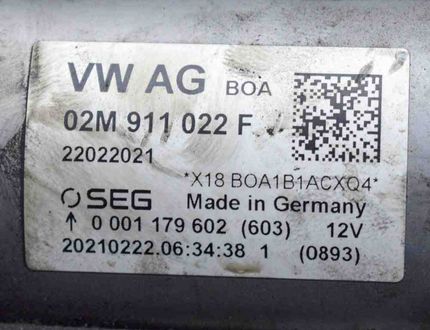 VW AG BOA
02M 911 022 F
22022021
*X18 BOA1B1ACXQ4*
SEG Made in Germany
↑ 0 001 179 602 (603) 12V
20210222.06:34:38 1 (0893)